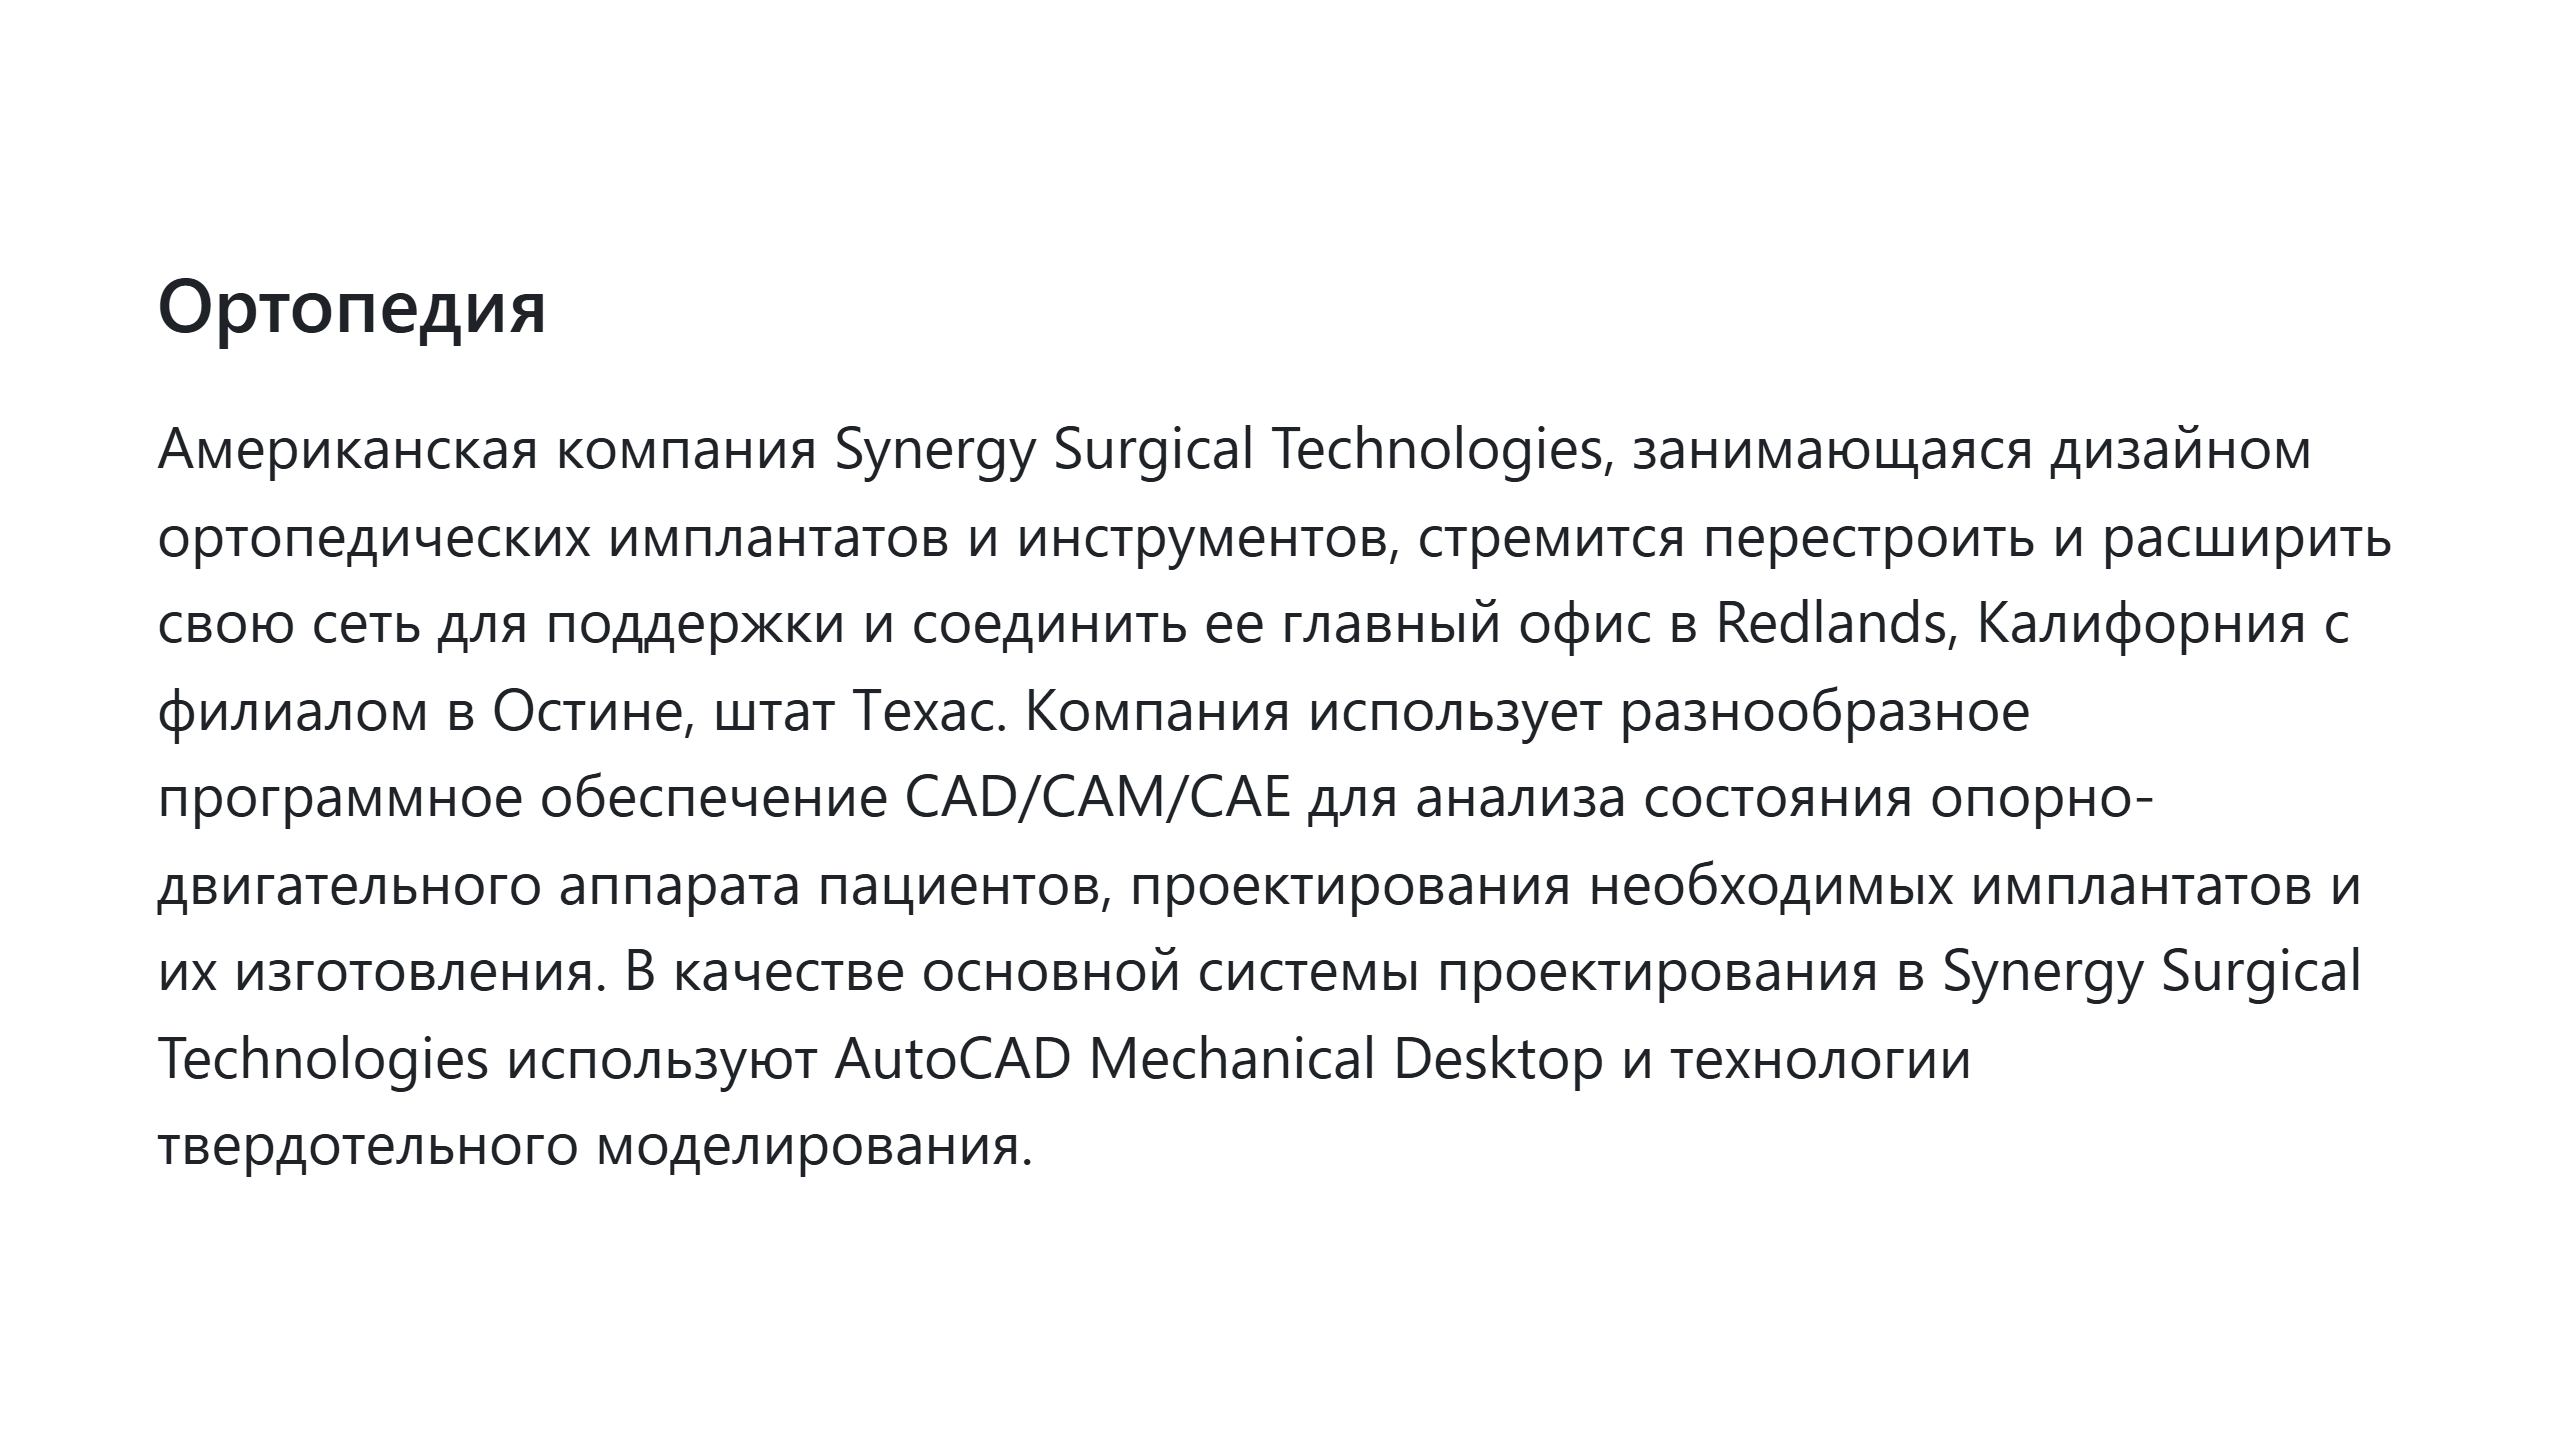 Ортопедия
Американская компания Synergy Surgical Technologies, занимающаяся дизайном
ортопедических имплантатов и инструментов, стремится перестроить и расширить
свою сеть для поддержки и соединить ее главный офис в Redlands, Калифорния с
филиалом в Остине, штат Техас. Компания использует разнообразное
программное обеспечение CAD/CAM/CAE для анализа состояния опорно-
двигательного аппарата пациентов, проектирования необходимых имплантатов и
их изготовления. В качестве основной системы проектирования в Synergy Surgical
Technologies используют AutoCAD Mechanical Desktop и технологии
твердотельного моделирования.